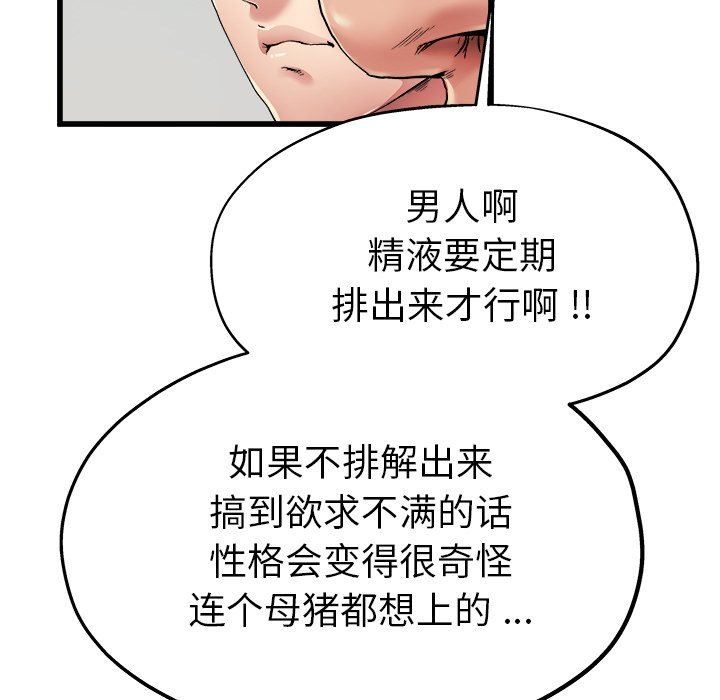 男人啊
精液要定期
排出来才行啊 !!
如果不排解出来
搞到欲求不满的话
性格会变得很奇怪
连个母猪都想上的 ...